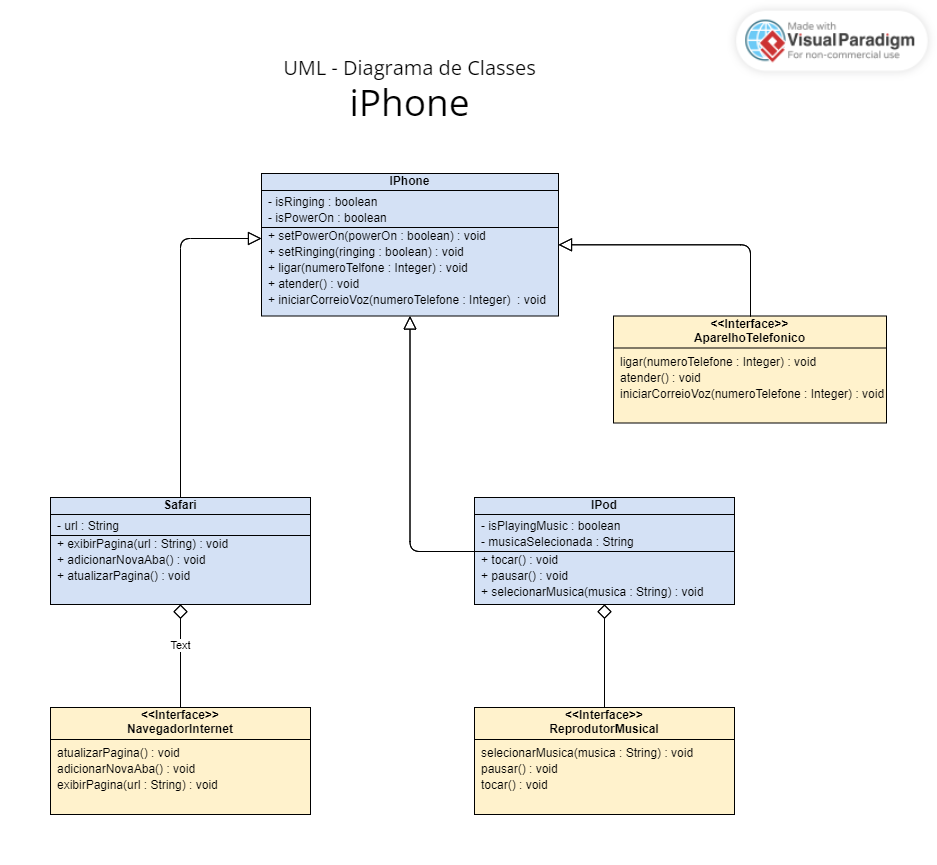 Made with
VisualParadigm
For non-commercial use
UML - Diagrama de Classes
iPhone
IPhone
- isRinging : boolean
- isPowerOn : boolean
+ setPowerOn(powerOn : boolean) : void
+ setRinging(ringing : boolean) : void
+ ligar(numeroTelfone : Integer) : void
+ atender() : void
+ iniciarCorreioVoz(numeroTelefone : Integer) : void
<<Interface>>
AparelhoTelefonico
ligar(numeroTelefone : Integer) : void
atender() : void
iniciarCorreioVoz(numeroTelefone : Integer) : void
Safari
- url : String
+ exibirPagina(url : String) : void
+ adicionarNovaAba() : void
+ atualizarPagina() : void
IPod
- isPlayingMusic : boolean
- musicaSelecionada : String
+ tocar() : void
+ pausar() : void
+ selecionarMusica(musica : String) : void
Text
<<Interface>>
NavegadorInternet
atualizarPagina() : void
adicionarNovaAba() : void
exibirPagina(url : String) : void
<<Interface>>
ReprodutorMusical
selecionarMusica(musica : String) : void
pausar() : void
tocar() : void